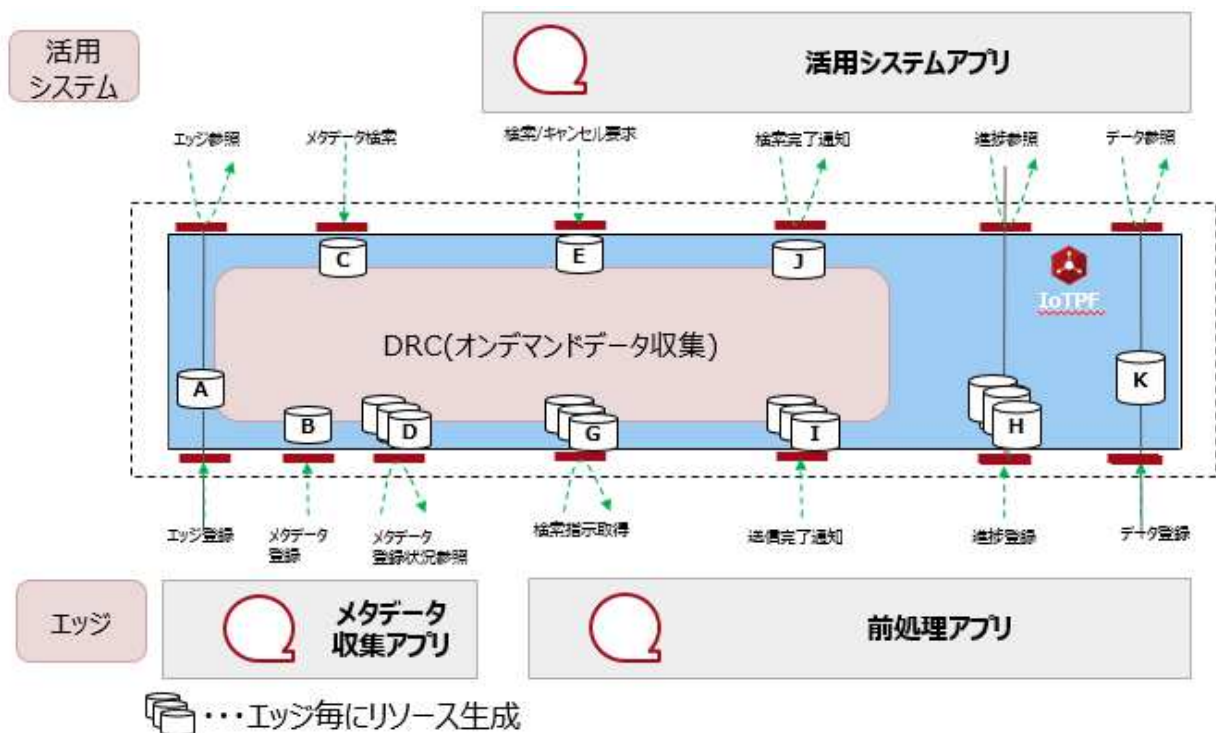 活用
システム
活用システムアプリ
エッジ参照
メタデータ検索
検索/キャンセル要求
検索完了通知
進捗参照
データ参照
C
E
J
IoTPF
DRC(オンデマンドデータ収集)
A
B
D
G
I
H
K
エッジ登録
メタデータ
登録
メタデータ
登録状況参照
検索指示取得
送信完了通知
進捗登録
データ登録
エッジ
メタデータ
収集アプリ
前処理アプリ
・・・エッジ毎にリソース生成